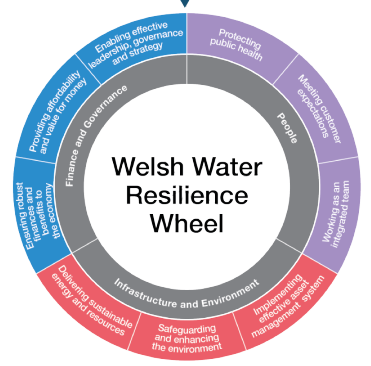 Welsh Water
Resilience
Wheel
Finance and Governance
People
Infrastructure and Environment
Enabling effective
leadership, governance
and strategy
Protecting
public health
Meeting customer
expectations
Working as an
integrated team
Implementing
effective asset
management system
Safeguarding
and enhancing
the environment
Delivering sustainable
energy and resources
Ensuring robust
finances and
benefits to
the economy
Providing affordability
and value for money